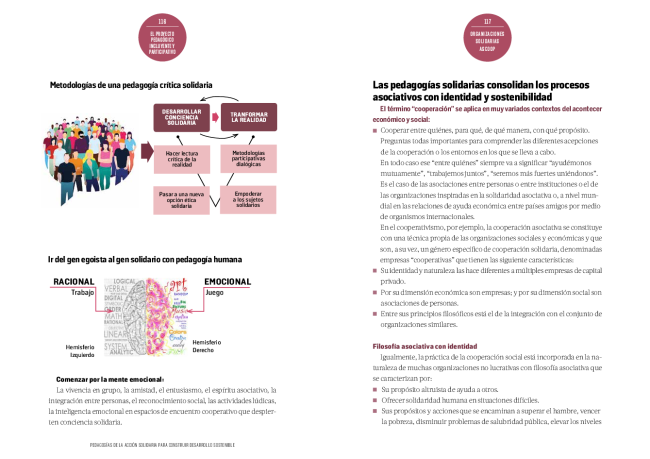 116
EL PROYECTO
PEDAGÓGICO
INCLUYENTE Y
PARTICIPATIVO
Metodologías de una pedagogía crítica solidaria
DESARROLLAR
CONCIENCIA
SOLIDARIA
TRANFORMAR
LA REALIDAD
Hacer lectura
crítica de la
realidad
Metodologías
participativas
dialógicas
Pasar a una nueva
opción ética
solidaria
Empoderar
a los sujetos
solidarios
Ir del gen egoista al gen solidario con pedagogía humana
RACIONAL
Trabajo
EMOCIONAL
Juego
LOGICAL
VERBAL
DIGITAL
ORDER
MATH
LINEAR
SYSTEM
ANALYTIC
Hemisferio
Izquierdo
Hemisferio
Derecho
Comenzar por la mente emocional:
La vivencia en grupo, la amistad, el entusiasmo, el espíritu asociativo, la
integración entre personas, el reconocimiento social, las actividades lúdicas,
la inteligencia emocional en espacios de encuentro cooperativo que despier-
ten conciencia solidaria.
PEDAGOGÍAS DE LA ACCIÓN SOLIDARIA PARA CONSTRUIR DESARROLLO SOSTENIBLE
117
ORGANIZACIONES
SOLIDARIAS
ASCOOP
Las pedagogías solidarias consolidan los procesos
asociativos con identidad y sostenibilidad
El término "cooperación" se aplica en muy variados contextos del acontecer
económico y social:
Cooperar entre quiénes, para qué, de qué manera, con qué propósito.
Preguntas todas importantes para comprender las diferentes acepciones
de la cooperación o los entornos en los que se lleva a cabo.
En todo caso ese "entre quiénes" siempre va a significar "ayudémonos
mutuamente", "trabajemos juntos", "seremos más fuertes uniéndonos".
Es el caso de las asociaciones entre personas o entre instituciones o el de
las organizaciones inspiradas en la solidaridad asociativa o, a nivel mun-
dial en las relaciones de ayuda económica entre países amigos por medio
de organismos internacionales.
En el cooperativismo, por ejemplo, la cooperación asociativa se constituye
con una técnica propia de las organizaciones sociales y económicas y que
son, a su vez, un género específico de cooperación solidaria, denominadas
empresas "cooperativas" que tienen las siguientes características:
Su identidad y naturaleza las hace diferentes a múltiples empresas de capital
privado.
Por su dimensión económica son empresas; y por su dimensión social son
asociaciones de personas.
Entre sus principios filosóficos está el de la integración con el conjunto de
organizaciones similares.
Filosofía asociativa con identidad
Igualmente, la práctica de la cooperación social está incorporada en la na-
turaleza de muchas organizaciones no lucrativas con filosofía asociativa que
se caracterizan por:
Su propósito altruista de ayuda a otros.
Ofrecer solidaridad humana en situaciones difíciles.
Sus propósitos y acciones que se encaminan a superar el hambre, vencer
la pobreza, disminuir problemas de salubridad pública, elevar los niveles